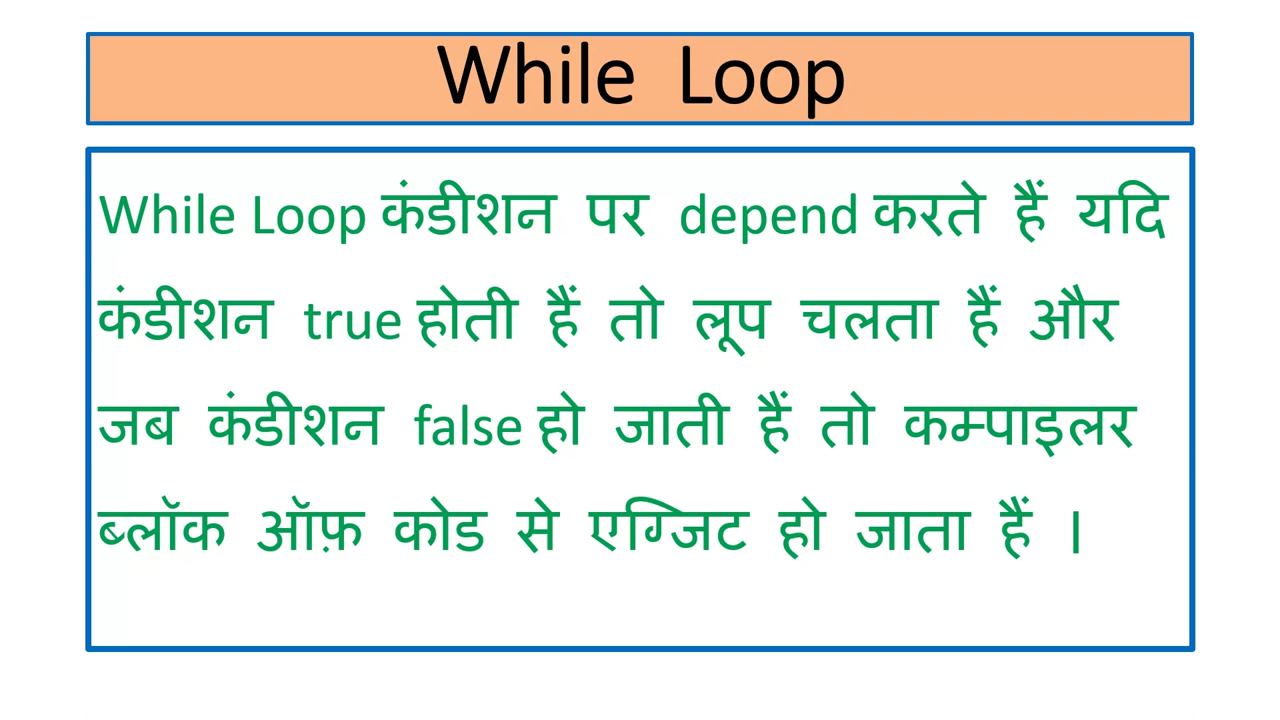 While Loop
While Loop कंडीशन पर depend करते हैं यदि
कंडीशन true होती हैं तो लूप चलता हैं और
जब कंडीशन false हो जाती हैं तो कम्पाइलर
ब्लॉक ऑफ़ कोड से एग्जिट हो जाता हैं ।